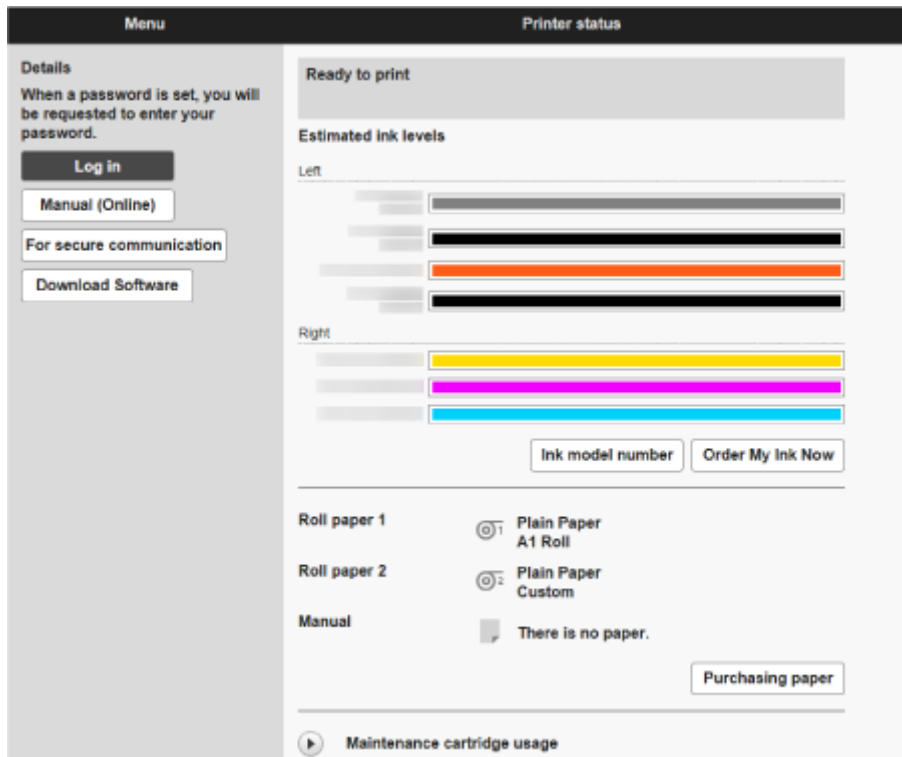 Menu
Printer status
Details
When a password is set, you will
be requested to enter your
password.
Log in
Manual (Online)
For secure communication
Download Software
Ready to print
Estimated ink levels
Left
Right
Ink model number
Order My Ink Now
Roll paper 1
1
Plain Paper
A1 Roll
Roll paper 2
2
Plain Paper
Custom
Manual
There is no paper.
Purchasing paper
Maintenance cartridge usage